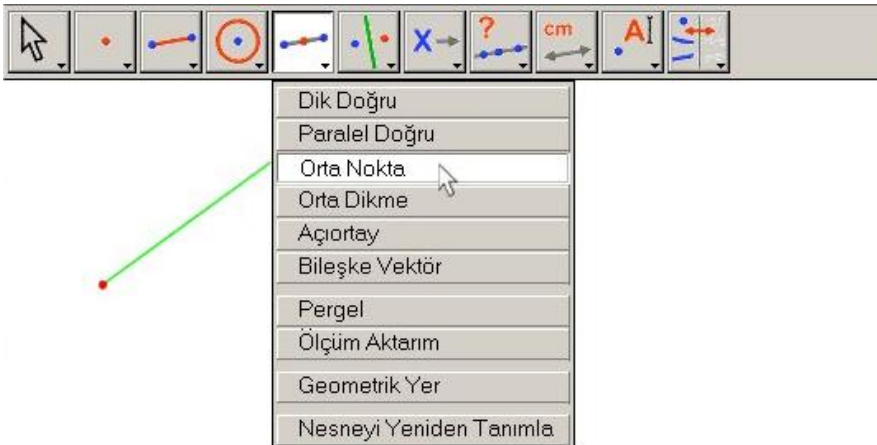 X
?
cm
A
Dik Doğru
Paralel Doğru
Orta Nokta
Orta Dikme
Açıortay
Bileşke Vektör
Pergel
Ölçüm Aktarım
Geometrik Yer
Nesneyi Yeniden Tanımla